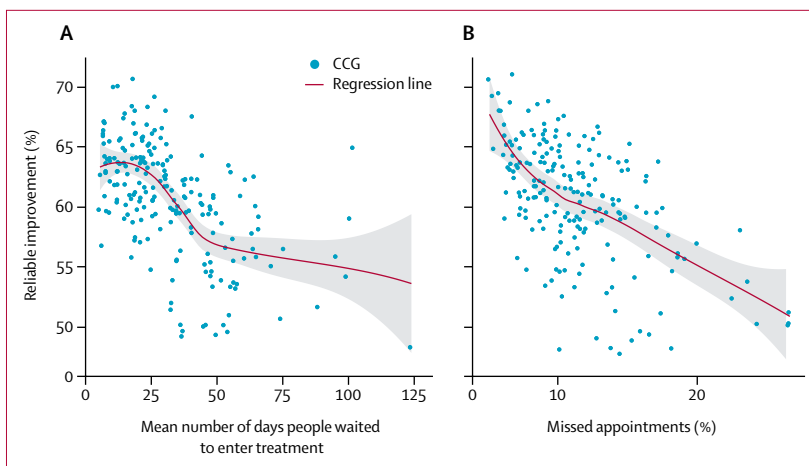 A
B
CCG
Regression line
Reliable improvement (%)
70
65
60
55
50
0
0
25
50
75
100
125
0
10
20
Mean number of days people waited
to enter treatment
Missed appointments (%)